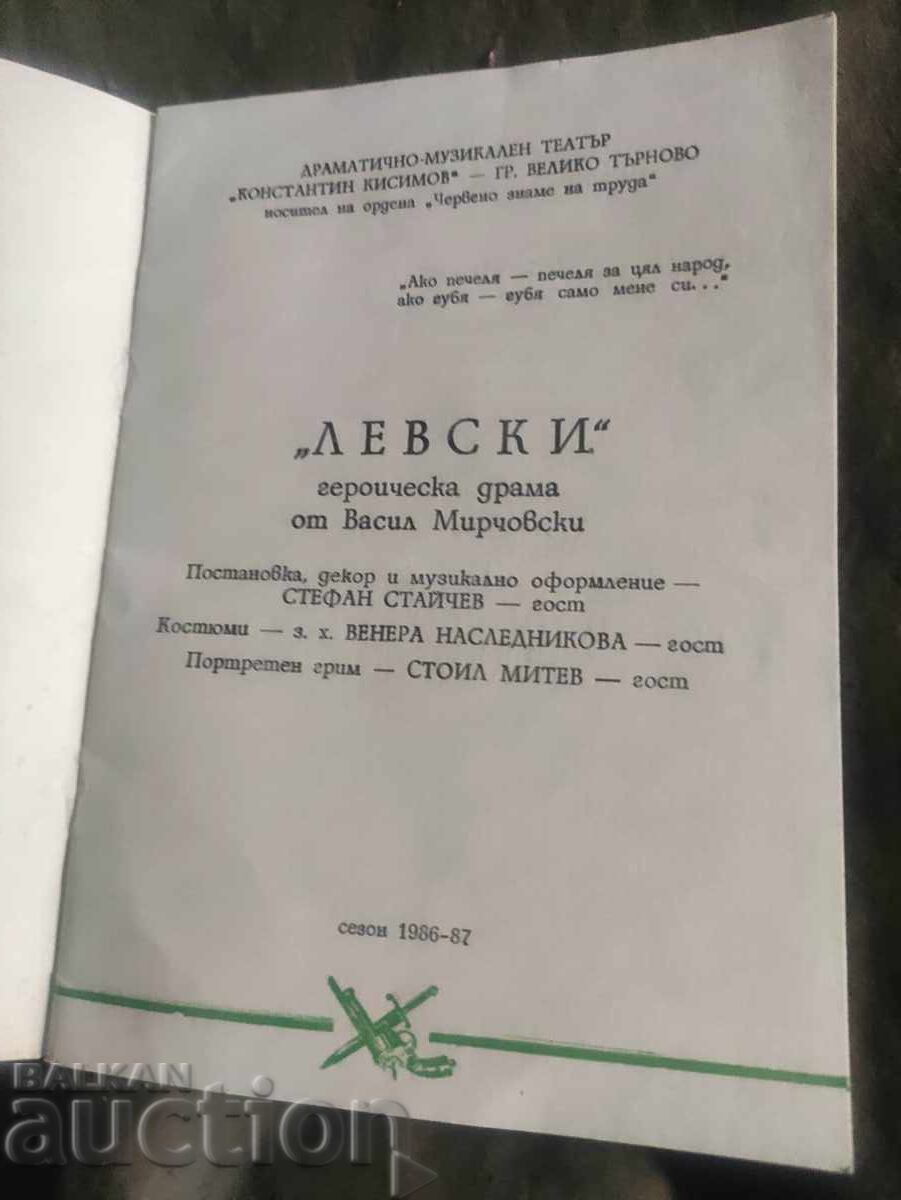 ДРАМАТИЧНО-МУЗИКАЛЕН ТЕАТЪР
„КОНСТАНТИН КИСИМОВ“ — ГР. ВЕЛИКО ТЪРНОВО
носител на ордена „Червено знаме на труда“
„Ако печеля — печеля за цял народ,
ако губя — губя само мене си. . .“
„ЛЕВСКИ“
героическа драма
от Васил Мирчовски
Постановка, декор и музикално оформление —
СТЕФАН СТАЙЧЕВ — гост
Костюми — з. х. ВЕНЕРА НАСЛЕДНИКОВА — гост
Портретен грим — СТОИЛ МИТЕВ — гост
сезон 1986-87
BALKAN
auction